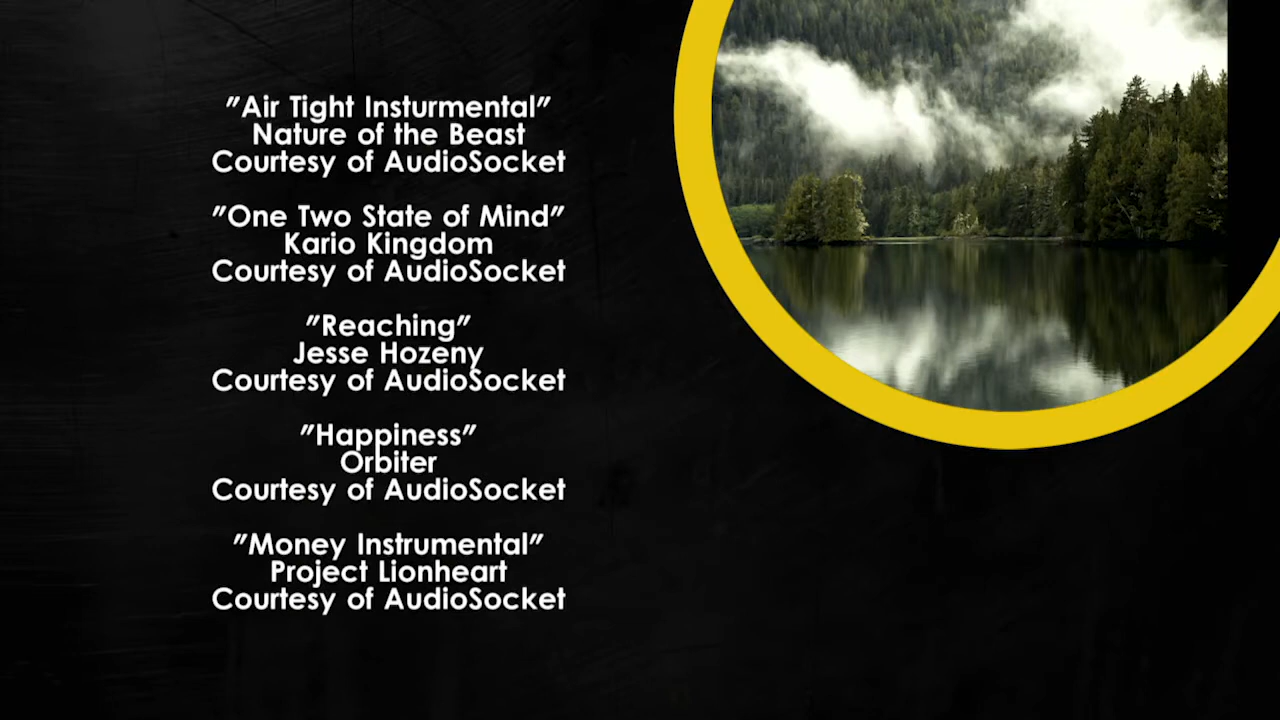 "Air Tight Insturmental"
Nature of the Beast
Courtesy of AudioSocket
"One Two State of Mind"
Kario Kingdom
Courtesy of AudioSocket
"Reaching"
Jesse Hozeny
Courtesy of AudioSocket
"Happiness"
Orbiter
Courtesy of AudioSocket
"Money Instrumental"
Project Lionheart
Courtesy of AudioSocket